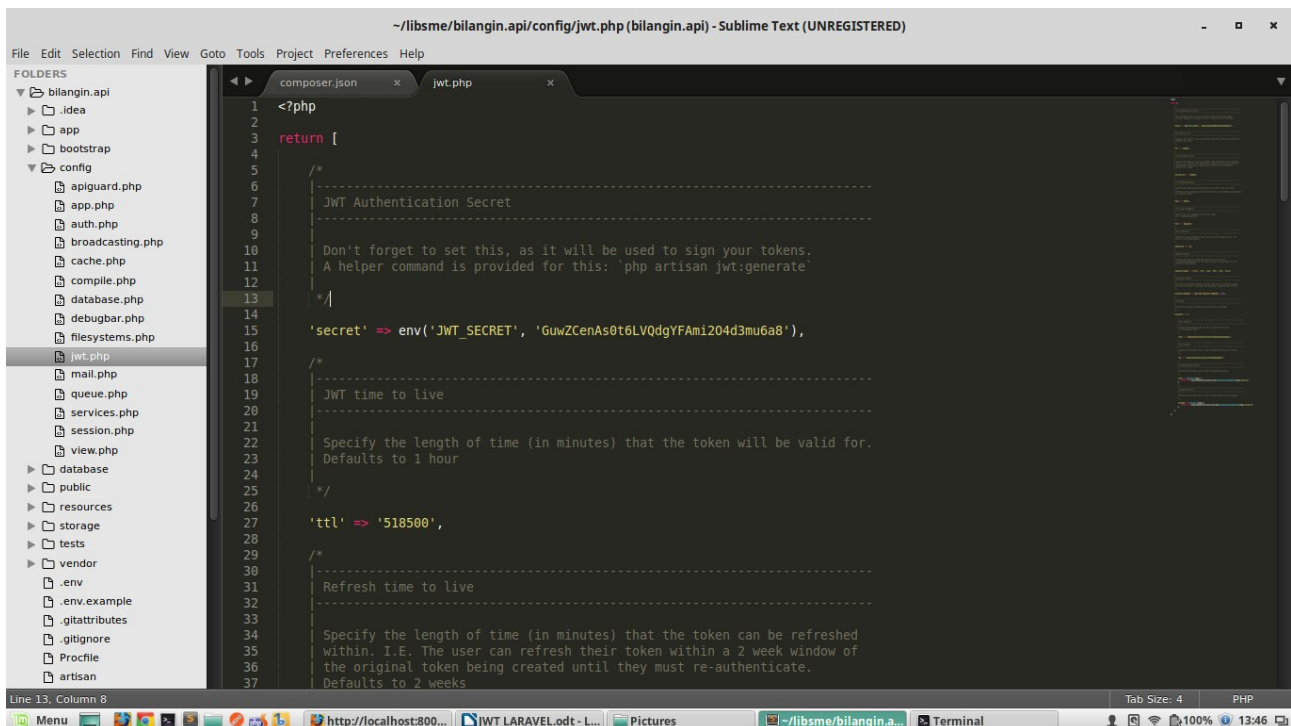 ~/libsme/bilangin.api/config/jwt.php (bilangin.api) - Sublime Text (UNREGISTERED)
File Edit Selection Find View Goto Tools Project Preferences Help
FOLDERS
bilangin.api
.idea
app
bootstrap
config
apiguard.php
app.php
auth.php
broadcasting.php
cache.php
compile.php
database.php
debugbar.php
filesystems.php
jwt.php
mail.php
queue.php
services.php
session.php
view.php
database
public
resources
storage
tests
vendor
.env
.env.example
.gitattributes
.gitignore
Procfile
artisan
composer.json × jwt.php ×
1 <?php
2
3 return [
4
5 /*
6 |--------------------------------------------------------------------------
7 | JWT Authentication Secret
8 |--------------------------------------------------------------------------
9 |
10 | Don't forget to set this, as it will be used to sign your tokens.
11 | A helper command is provided for this: `php artisan jwt:generate`
12 |
13 */
14
15 'secret' => env('JWT_SECRET', 'GuwZCenAs0t6LVQdgYFAmi2O4d3mu6a8'),
16
17 /*
18 |--------------------------------------------------------------------------
19 | JWT time to live
20 |--------------------------------------------------------------------------
21 |
22 | Specify the length of time (in minutes) that the token will be valid for.
23 | Defaults to 1 hour
24 |
25 */
26
27 'ttl' => '518500',
28
29 /*
30 |--------------------------------------------------------------------------
31 | Refresh time to live
32 |--------------------------------------------------------------------------
33 |
34 | Specify the length of time (in minutes) that the token can be refreshed
35 | within. I.E. The user can refresh their token within a 2 week window of
36 | the original token being created until they must re-authenticate.
37 | Defaults to 2 weeks
Line 13, Column 8 Tab Size: 4 PHP
Menu http://localhost:800... JWT LARAVEL.odt - L... Pictures ~/libsme/bilangin.a... Terminal 100% 13:46